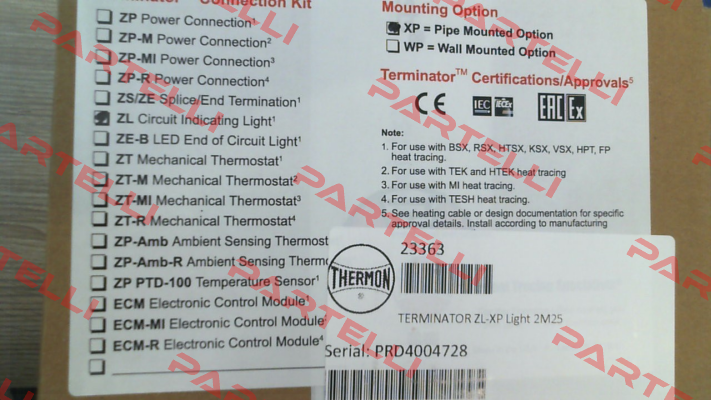 Connection Kit
ZP Power Connection¹
ZP-M Power Connection²
ZP-MI Power Connection³
ZP-R Power Connection⁴
ZS/ZE Splice/End Termination¹
ZL Circuit Indicating Light¹
ZE-B LED End of Circuit Light¹
ZT Mechanical Thermostat¹
ZT-M Mechanical Thermostat²
ZT-MI Mechanical Thermostat³
ZT-R Mechanical Thermostat⁴
ZP-Amb Ambient Sensing Thermost
ZP-Amb-R Ambient Sensing Thermo
ZP PTD-100 Temperature Sensor¹
ECM Electronic Control Module¹
ECM-MI Electronic Control Module
ECM-R Electronic Control Module⁴
Mounting Option
XP = Pipe Mounted Option
WP = Wall Mounted Option
Terminator™ Certifications/Approvals⁵
CE IEC IECEx EAC Ex
Note:
1. For use with BSX, RSX, HTSX, KSX, VSX, HPT, FP
heat tracing.
2. For use with TEK and HTEK heat tracing
3. For use with MI heat tracing.
4. For use with TESH heat tracing.
5. See heating cable or design documentation for specific
approval details. Install according to manufacturing
THERMON
23363
TERMINATOR ZL-XP Light 2M25
Serial: PRD4004728
PARTELLI
PARTELLI
PARTELLI
PARTELLI
PARTELLI
PARTELLI
PARTELLI